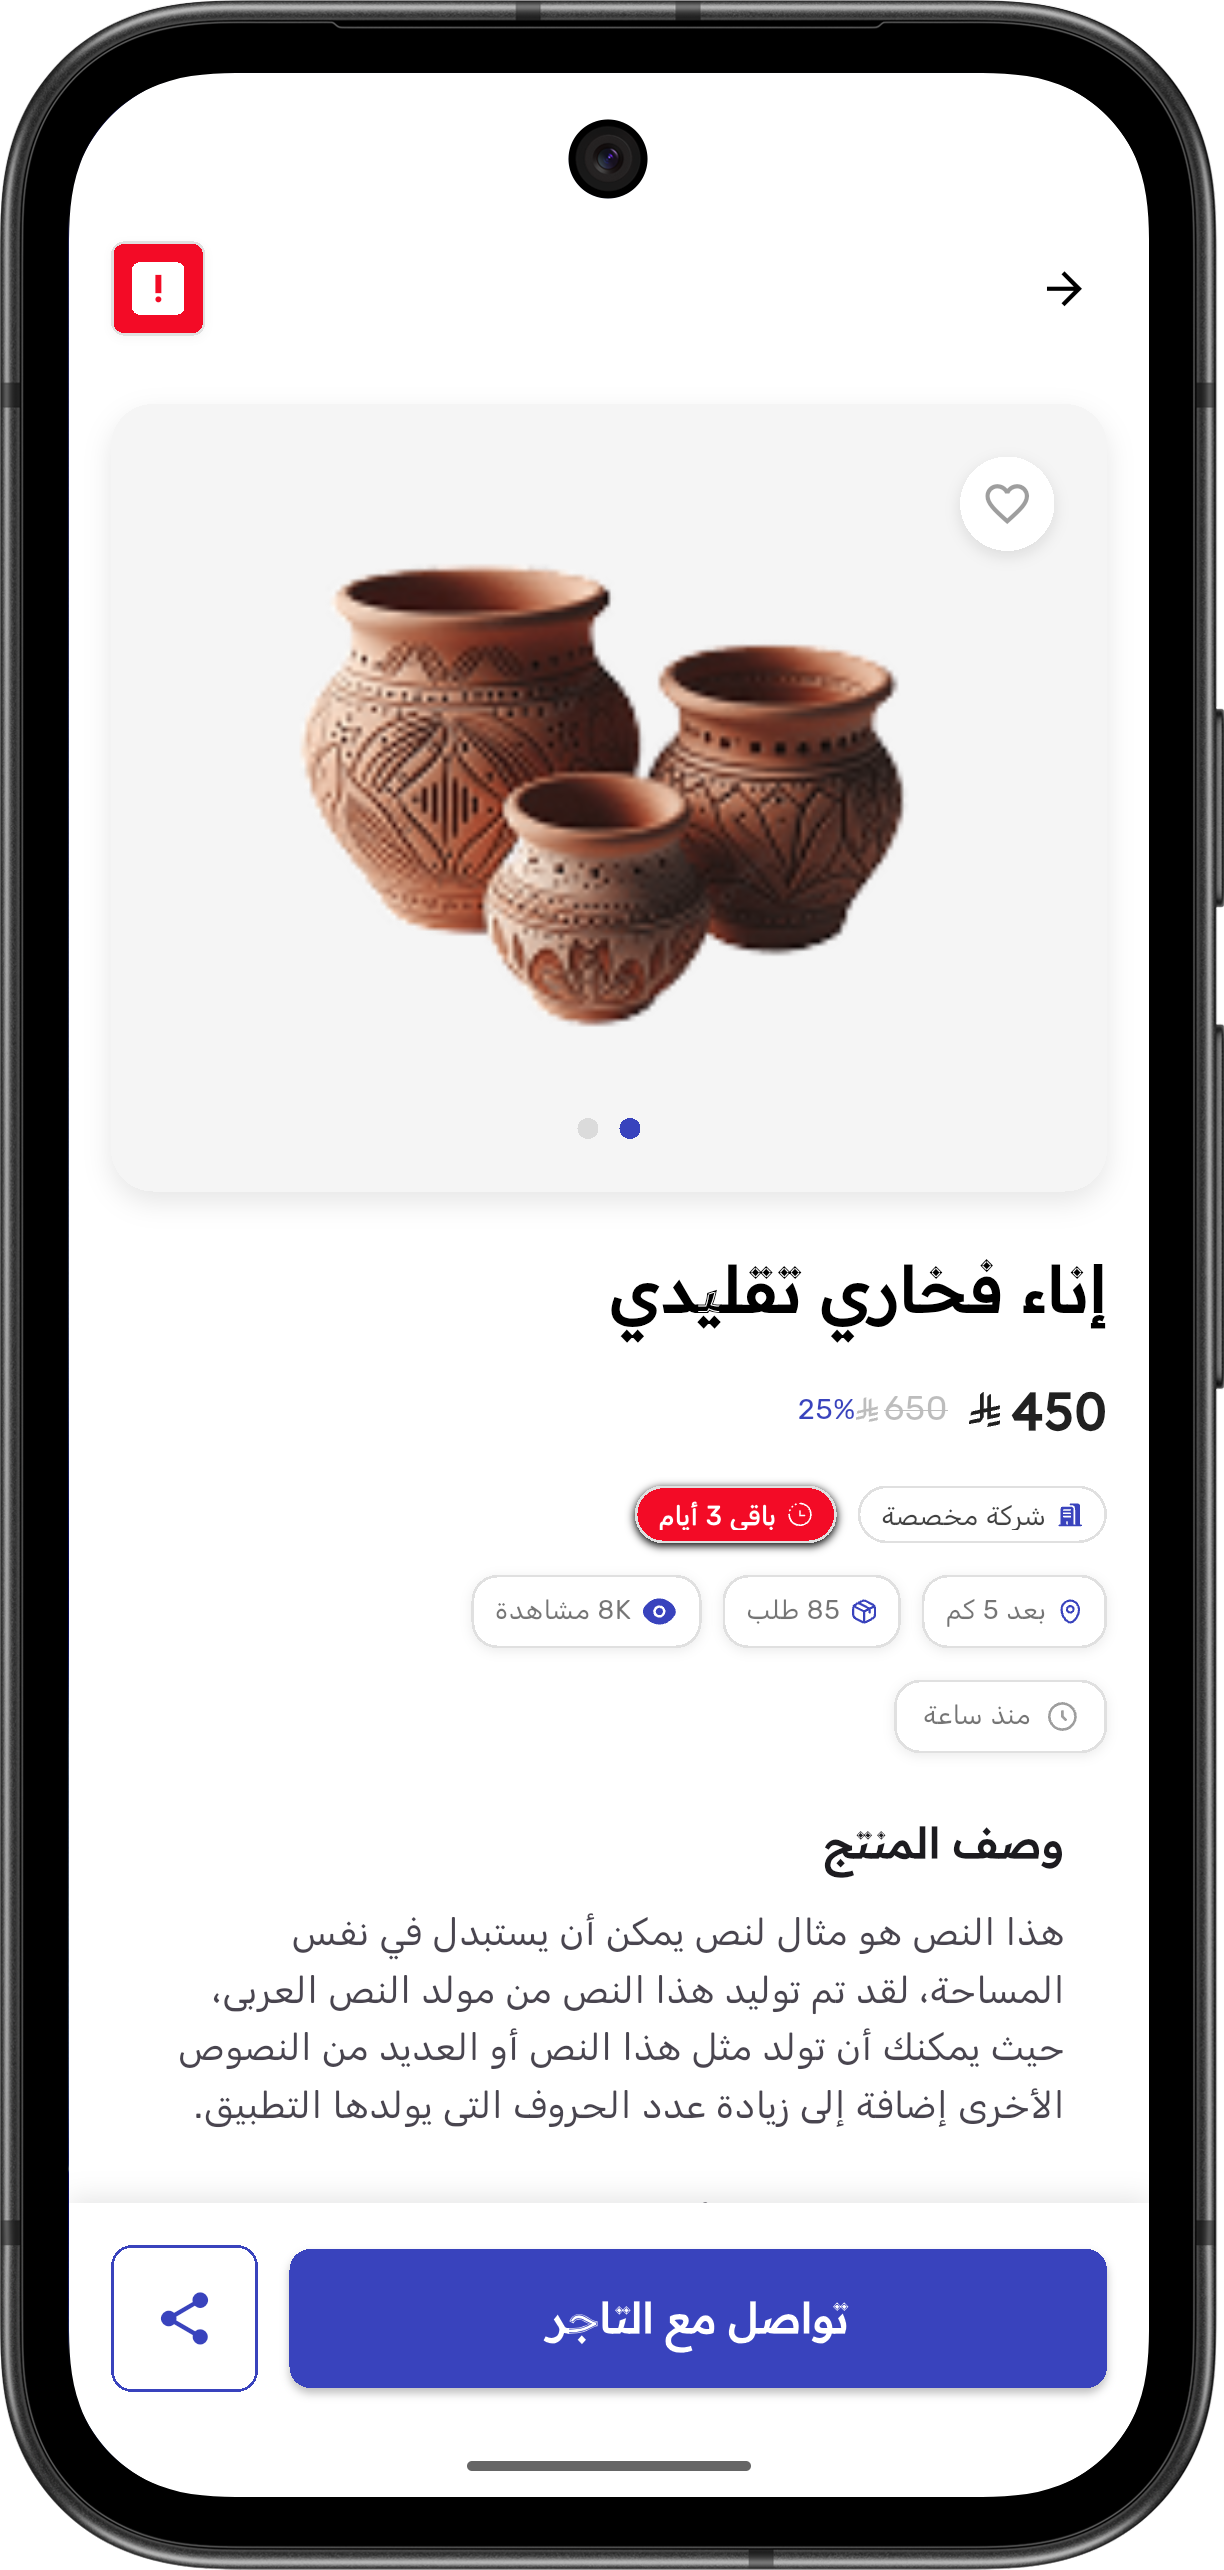 !
إناء فخاري تقليدي
450 ⃁ 650 ⃁ 25%
شركة مخصصة باقى 3 أيام
بعد 5 كم 85 طلب 8K مشاهدة
منذ ساعة
وصف المنتج
هذا النص هو مثال لنص يمكن أن يستبدل في نفس
المساحة، لقد تم توليد هذا النص من مولد النص العربى،
حيث يمكنك أن تولد مثل هذا النص أو العديد من النصوص
الأخرى إضافة إلى زيادة عدد الحروف التى يولدها التطبيق.
تواصل مع التاجر